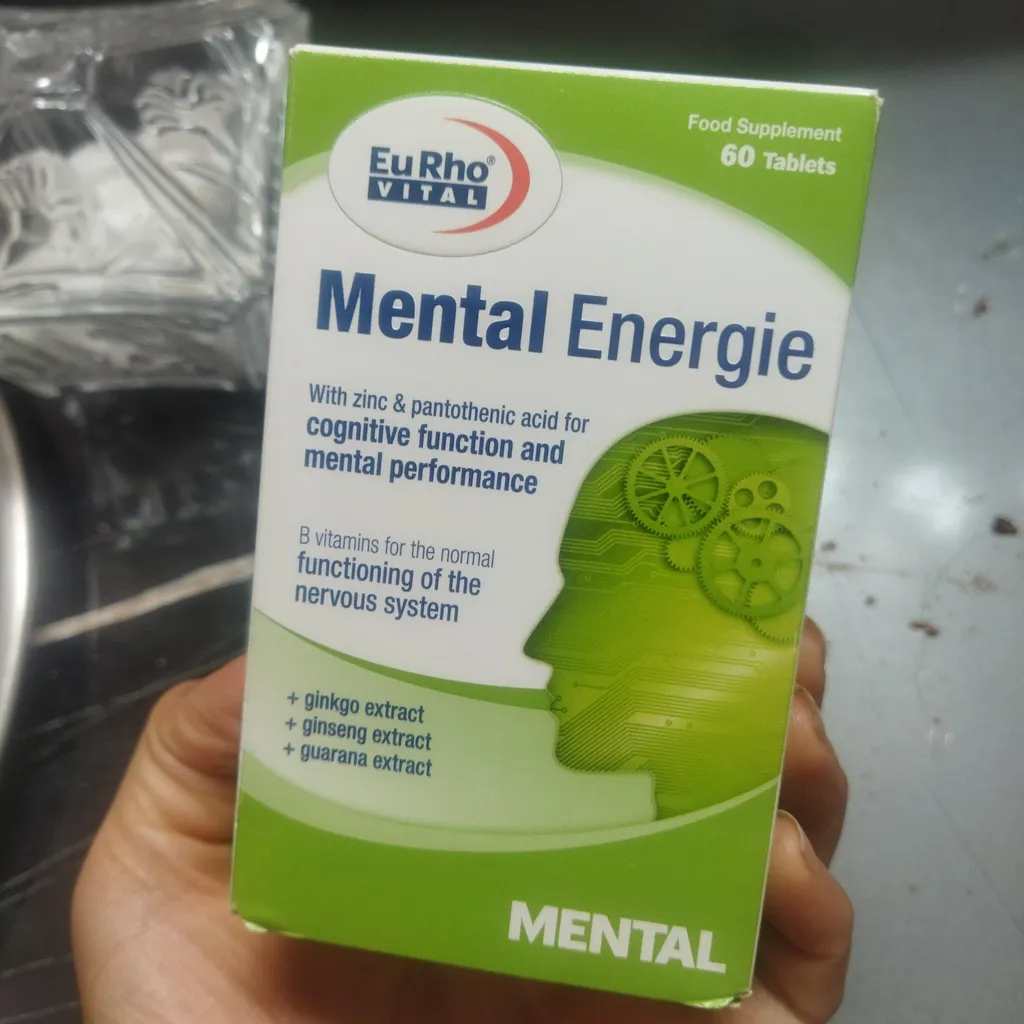 EuRho®
VITAL
Food Supplement
60 Tablets
Mental Energie
With zinc & pantothenic acid for
cognitive function and
mental performance
B vitamins for the normal
functioning of the
nervous system
+ ginkgo extract
+ ginseng extract
+ guarana extract
MENTAL